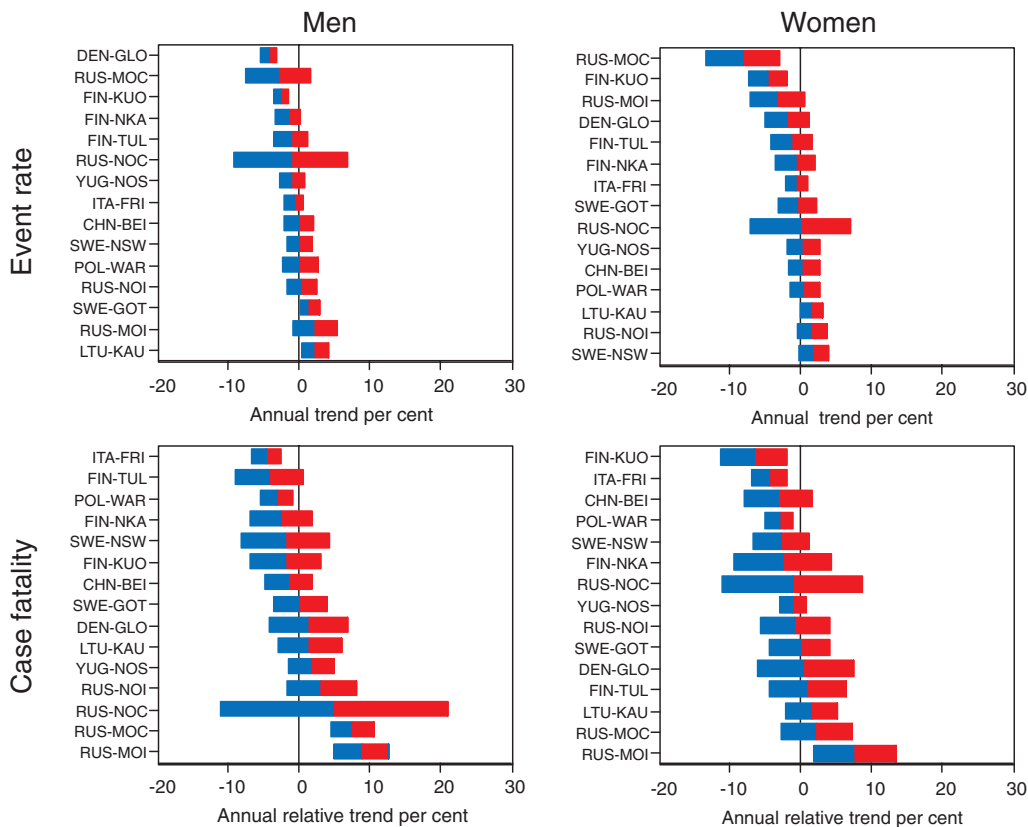 Men
Women
Event rate
DEN-GLO
RUS-MOC
FIN-KUO
FIN-NKA
FIN-TUL
RUS-NOC
YUG-NOS
ITA-FRI
CHN-BEI
SWE-NSW
POL-WAR
RUS-NOI
SWE-GOT
RUS-MOI
LTU-KAU
-20 -10 0 10 20 30
Annual trend per cent
RUS-MOC
FIN-KUO
RUS-MOI
DEN-GLO
FIN-TUL
FIN-NKA
ITA-FRI
SWE-GOT
RUS-NOC
YUG-NOS
CHN-BEI
POL-WAR
LTU-KAU
RUS-NOI
SWE-NSW
-20 -10 0 10 20 30
Annual trend per cent
Case fatality
ITA-FRI
FIN-TUL
POL-WAR
FIN-NKA
SWE-NSW
FIN-KUO
CHN-BEI
SWE-GOT
DEN-GLO
LTU-KAU
YUG-NOS
RUS-NOI
RUS-NOC
RUS-MOC
RUS-MOI
-20 -10 0 10 20 30
Annual relative trend per cent
FIN-KUO
ITA-FRI
CHN-BEI
POL-WAR
SWE-NSW
FIN-NKA
RUS-NOC
YUG-NOS
RUS-NOI
SWE-GOT
DEN-GLO
FIN-TUL
LTU-KAU
RUS-MOC
RUS-MOI
-20 -10 0 10 20 30
Annual relative trend per cent